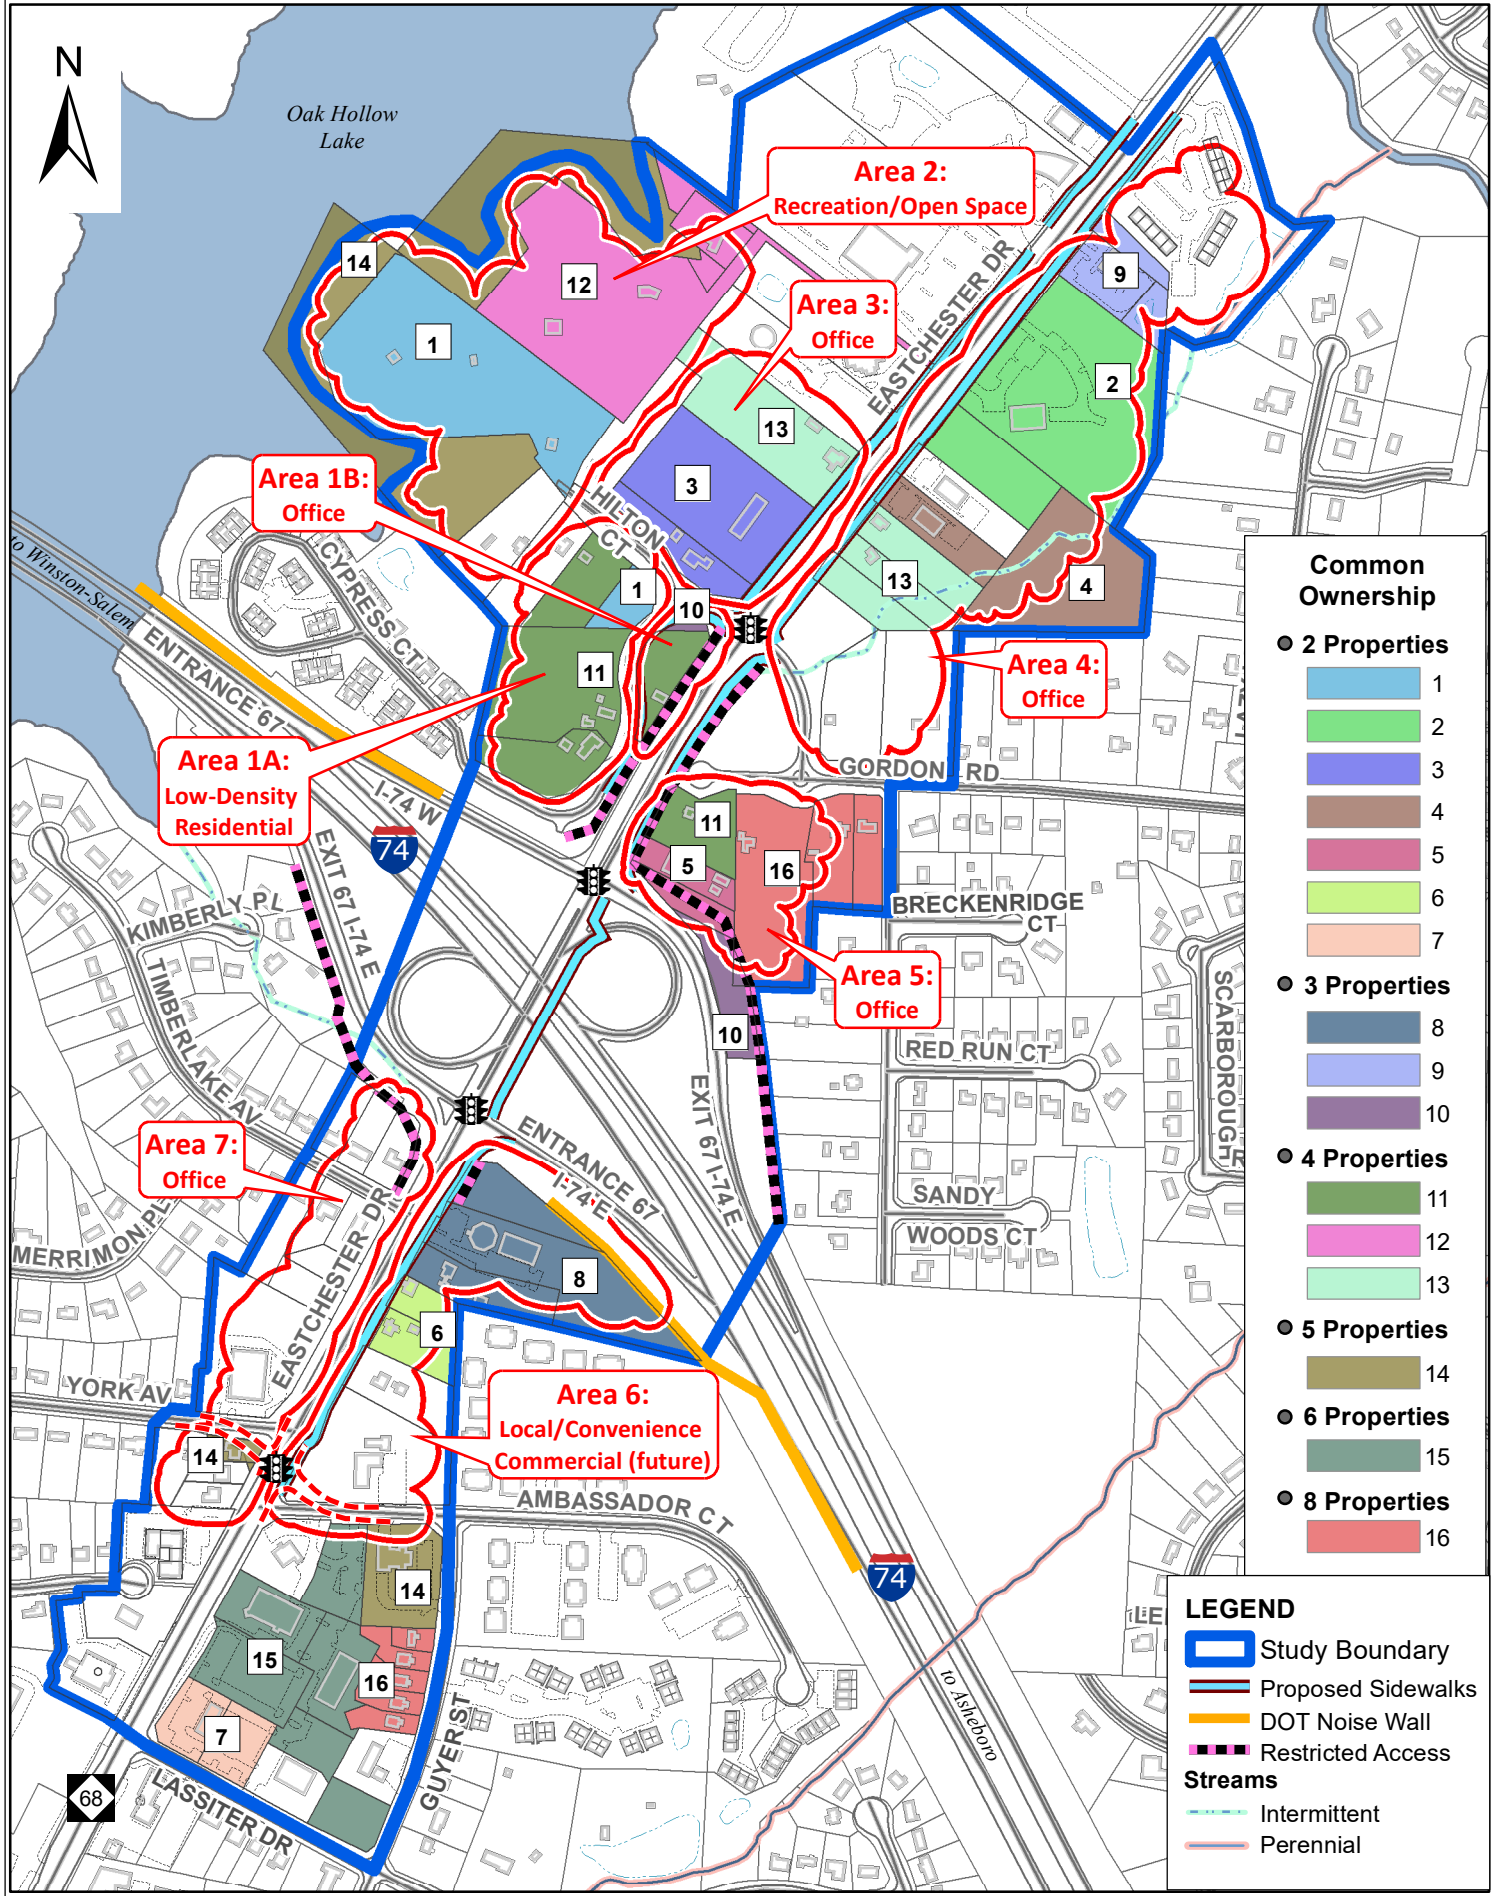 N
Oak Hollow
Lake
Area 2:
Recreation/Open Space
14
12
9
1
Area 3:
Office
EASTCHESTER DR
2
13
Area 1B:
Office
3
HILTON
CT
to Winston-Salem
CYPRESS CT
13
4
1
10
ENTRANCE 67
11
Area 4:
Office
Area 1A:
Low-Density
Residential
I-74 W
GORDON RD
EXIT 67 I-74 E
74
11
5
16
KIMBERLY PL
BRECKENRIDGE
CT
TIMBERLAKE AV
Area 5:
Office
SCARBOROUGH
10
RED RUN CT
EXIT 67 I-74 E
Area 7:
Office
ENTRANCE 67
I-74 E
SANDY
WOODS CT
MERRIMON PL
EASTCHESTER DR
8
6
YORK AV
Area 6:
Local/Convenience
Commercial (future)
14
AMBASSADOR CT
74
14
15
16
7
to Asheboro
GUYER ST
LASSITER DR
68
Common
Ownership
2 Properties
1
2
3
4
5
6
7
3 Properties
8
9
10
4 Properties
11
12
13
5 Properties
14
6 Properties
15
8 Properties
16
LEGEND
Study Boundary
Proposed Sidewalks
DOT Noise Wall
Restricted Access
Streams
Intermittent
Perennial